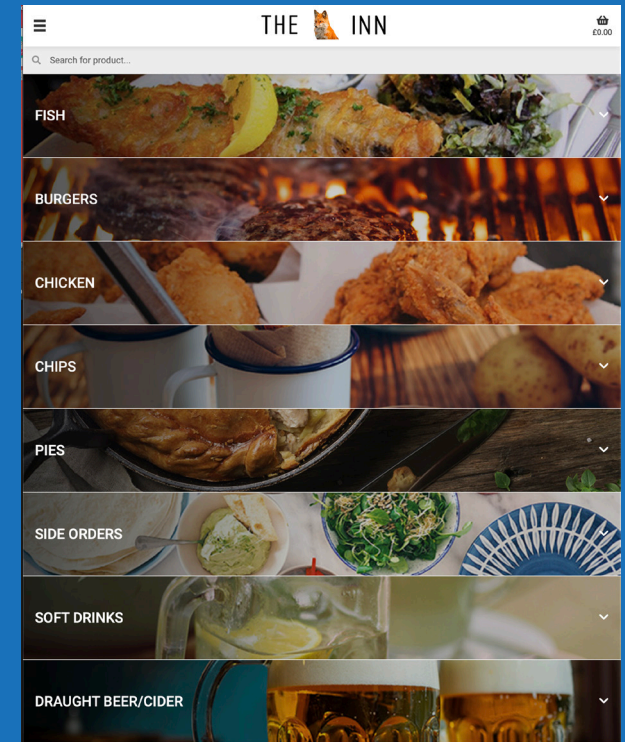 THE INN
£0.00
Search for product...
FISH
BURGERS
CHICKEN
CHIPS
PIES
SIDE ORDERS
SOFT DRINKS
DRAUGHT BEER/CIDER